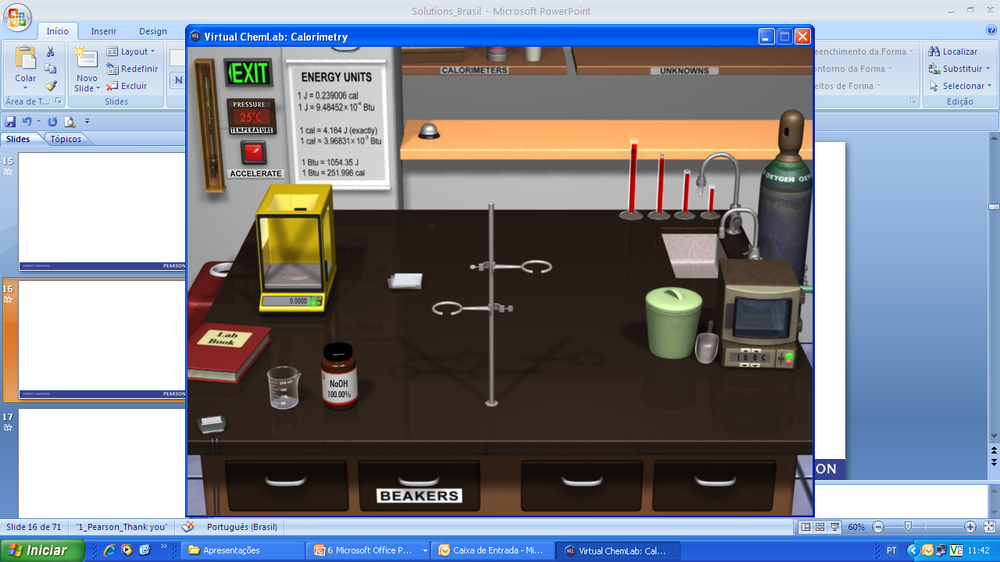 Solutions_Brasil - Microsoft PowerPoint
Início Inserir Design
Colar
Área de T...
Novo
Slide
Layout
Redefinir
Excluir
Slides
N
eenchimento da Forma
ontorno da Forma
eitos de Forma
Localizar
Substituir
Selecionar
Edição
Slides Tópicos
15
ALWAYS LEARNING PEARSON
16
PEARSON
17
VCL Virtual ChemLab: Calorimetry
EXIT
PRESSURE
25°C
TEMPERATURE
ACCELERATE
ENERGY UNITS
1 J = 0.239006 cal
1 J = 9.48452×10⁻⁴ Btu
1 cal = 4.184 J (exactly)
1 cal = 3.96831×10⁻³ Btu
1 Btu = 1054.35 J
1 Btu = 251.996 cal
CALORIMETERS
UNKNOWNS
OXYGEN OXY
0.0000
Lab
Book
NaOH
100.00%
100C
BEAKERS
ON
Slide 16 de 71 "1_Pearson_Thank you" Português (Brasil) 60%
Iniciar
»
Apresentações
6 Microsoft Office P...
Caixa de Entrada - Mi...
Virtual ChemLab: Cal...
PT
11:42